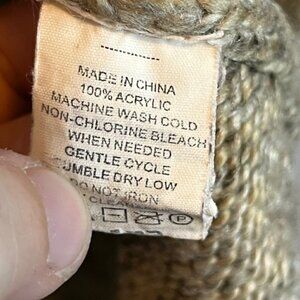 MADE IN CHINA
100% ACRYLIC
MACHINE WASH COLD
NON-CHLORINE BLEACH
WHEN NEEDED
GENTLE CYCLE
TUMBLE DRY LOW
DO NOT IRON